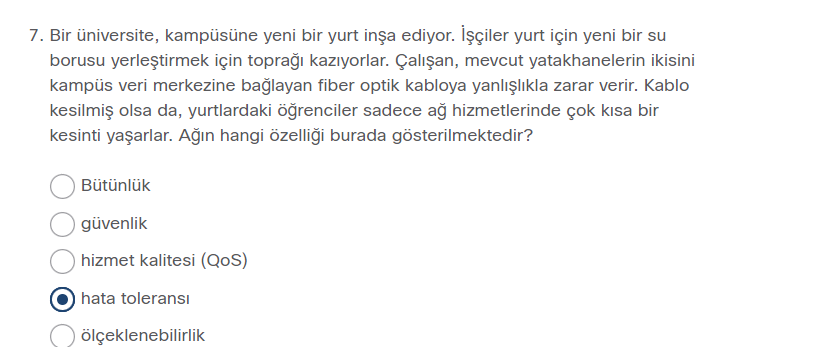 7. Bir üniversite, kampüsüne yeni bir yurt inşa ediyor. İşçiler yurt için yeni bir su
borusu yerleştirmek için toprağı kazıyorlar. Çalışan, mevcut yatakhanelerin ikisini
kampüs veri merkezine bağlayan fiber optik kabloya yanlışlıkla zarar verir. Kablo
kesilmiş olsa da, yurtlardaki öğrenciler sadece ağ hizmetlerinde çok kısa bir
kesinti yaşarlar. Ağın hangi özelliği burada gösterilmektedir?
Bütünlük
güvenlik
hizmet kalitesi (QoS)
hata toleransı
ölçeklenebilirlik